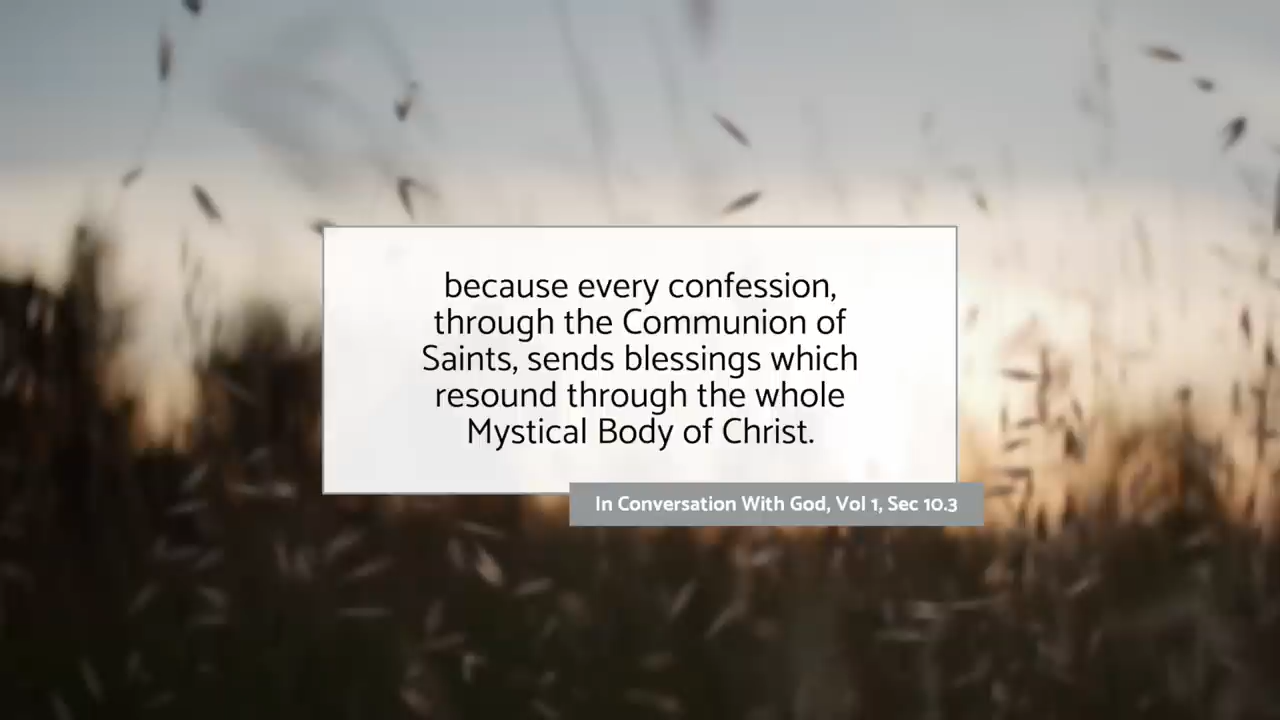 because every confession,
through the Communion of
Saints, sends blessings which
resound through the whole
Mystical Body of Christ.
In Conversation With God, Vol 1, Sec 10.3